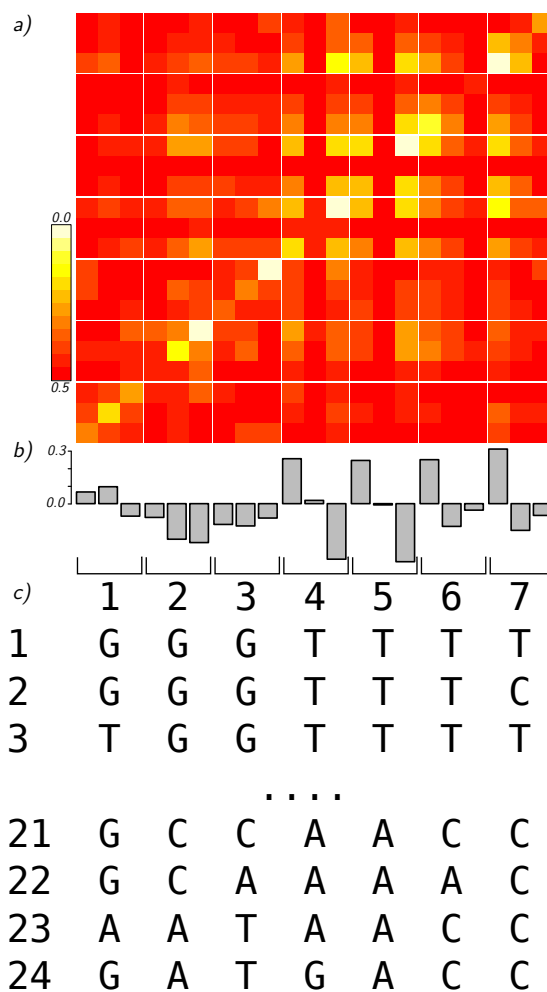 a)
0.0
0.5
b)
0.3
0.0
c) 1 2 3 4 5 6 7
1 G G G T T T T
2 G G G T T T C
3 T G G T T T T
....
21 G C C A A C C
22 G C A A A A C
23 A A T A A C C
24 G A T G A C C